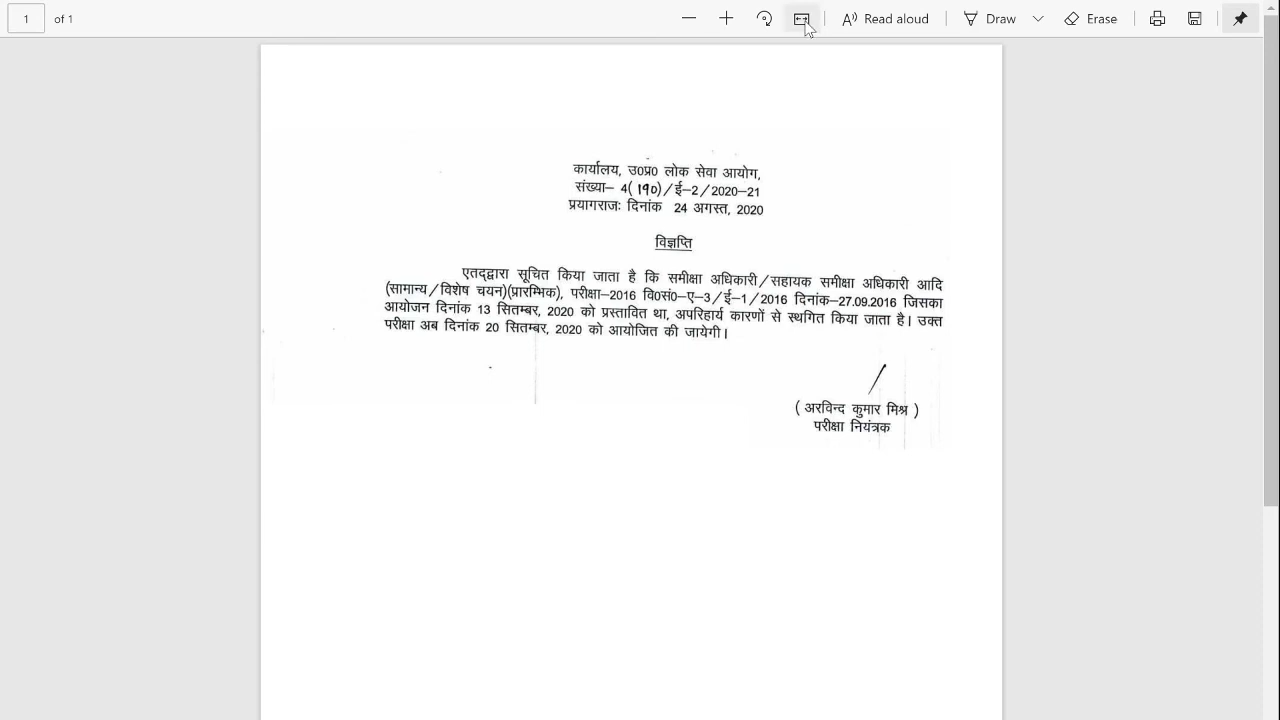 1 of 1 Read aloud Draw Erase
कार्यालय, उ0प्र0 लोक सेवा आयोग,
संख्या– 4(190)/ई–2/2020–21
प्रयागराजः दिनांक 24 अगस्त, 2020
विज्ञप्ति
एतद्द्वारा सूचित किया जाता है कि समीक्षा अधिकारी/सहायक समीक्षा अधिकारी आदि
(सामान्य/विशेष चयन)(प्रारम्भिक), परीक्षा–2016 वि0सं0–ए–3/ई–1/2016 दिनांक–27.09.2016 जिसका
आयोजन दिनांक 13 सितम्बर, 2020 को प्रस्तावित था, अपरिहार्य कारणों से स्थगित किया जाता है। उक्त
परीक्षा अब दिनांक 20 सितम्बर, 2020 को आयोजित की जायेगी।
( अरविन्द कुमार मिश्र )
परीक्षा नियंत्रक